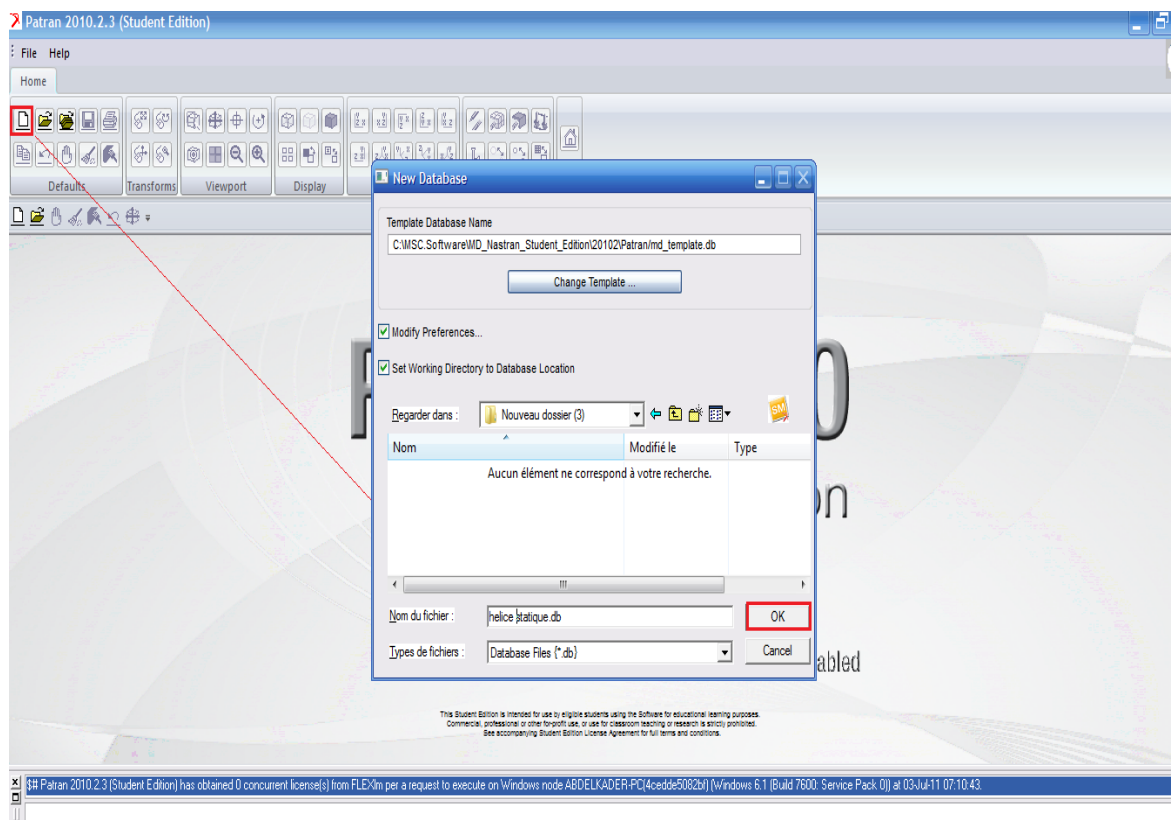 Patran 2010.2.3 (Student Edition)
File Help
Home
Defaults Transforms Viewport Display
New Database
Template Database Name
C:\MSC.Software\MD_Nastran_Student_Edition\20102\Patran/md_template.db
Change Template ...
Modify Preferences...
Set Working Directory to Database Location
Regarder dans : Nouveau dossier (3)
Nom Modifié le Type
Aucun élément ne correspond à votre recherche.
Nom du fichier : helice statique.db OK
Types de fichiers : Database Files {*.db} Cancel
abled
This Student Edition is intended for use by eligible students using the Software for educational learning purposes.
Commercial, professional or other for-profit use, or use for classroom teaching or research is strictly prohibited.
See accompanying Student Edition License Agreement for full terms and conditions.
$# Patran 2010.2.3 (Student Edition) has obtained 0 concurrent license(s) from FLEXlm per a request to execute on Windows node ABDELKADER-PC(4cedde5082bf) (Windows 6.1 (Build 7600: Service Pack 0)) at 03-Jul-11 07:10:43.